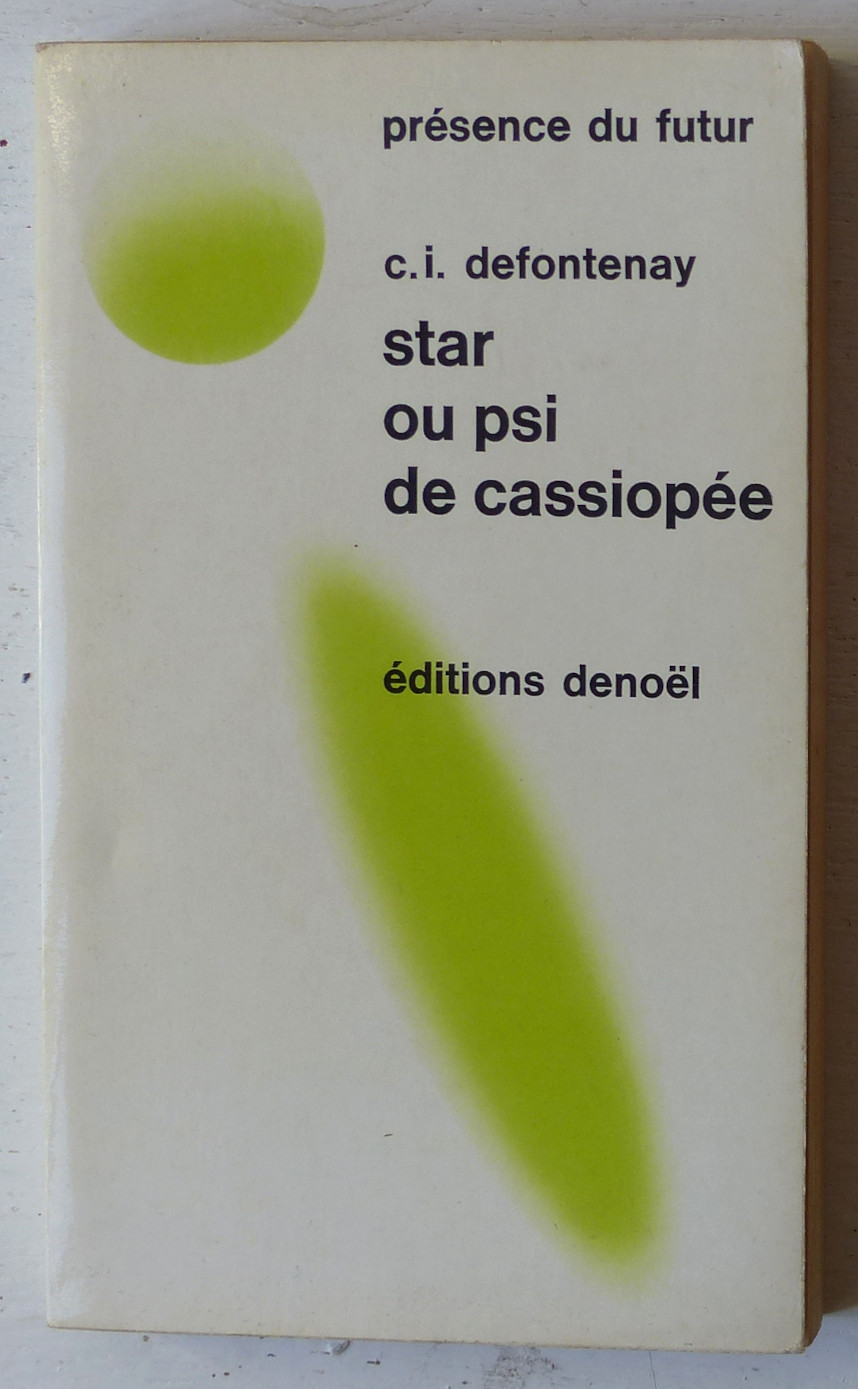 présence du futur
c.i. defontenay
star
ou psi
de cassiopée
éditions denoël